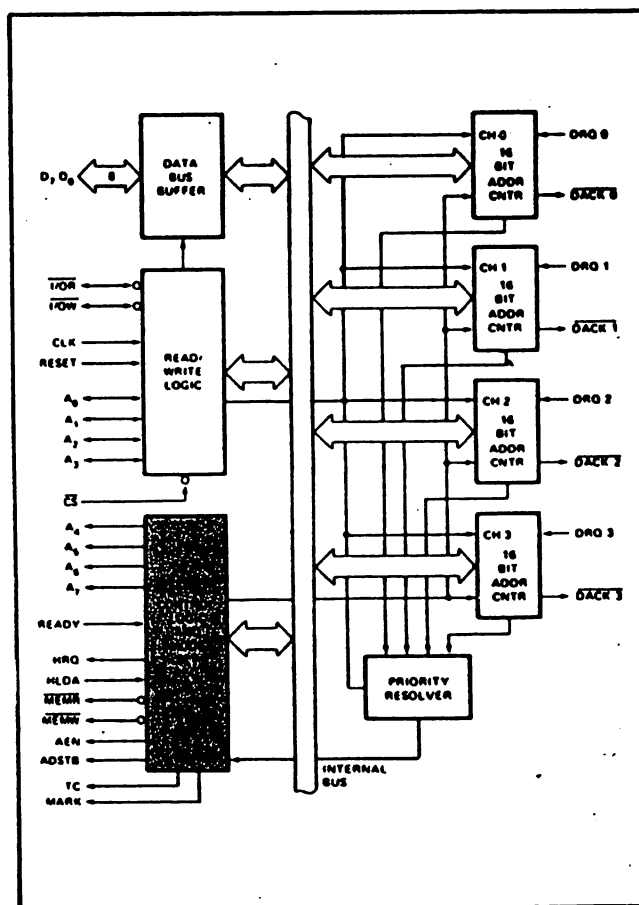 DATA
BUS
BUFFER
D7 D0
8
I/OR
I/OW
CLK
RESET
A0
A1
A2
A3
CS
READ/
WRITE
LOGIC
A4
A5
A6
A7
READY
HRQ
HLDA
MEMR
MEMW
AEN
ADSTB
TC
MARK
INTERNAL
BUS
CH 0
16
BIT
ADDR
CNTR
DRQ 0
DACK 0
CH 1
16
BIT
ADDR
CNTR
DRQ 1
DACK 1
CH 2
16
BIT
ADDR
CNTR
DRQ 2
DACK 2
CH 3
16
BIT
ADDR
CNTR
DRQ 3
DACK 3
PRIORITY
RESOLVER